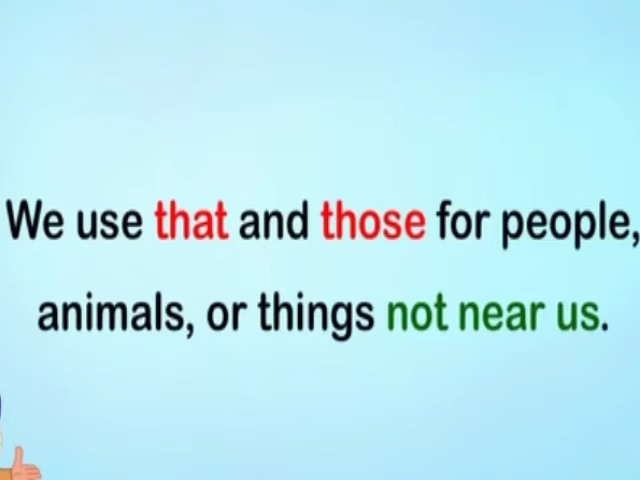 We use that and those for people,
animals, or things not near us.